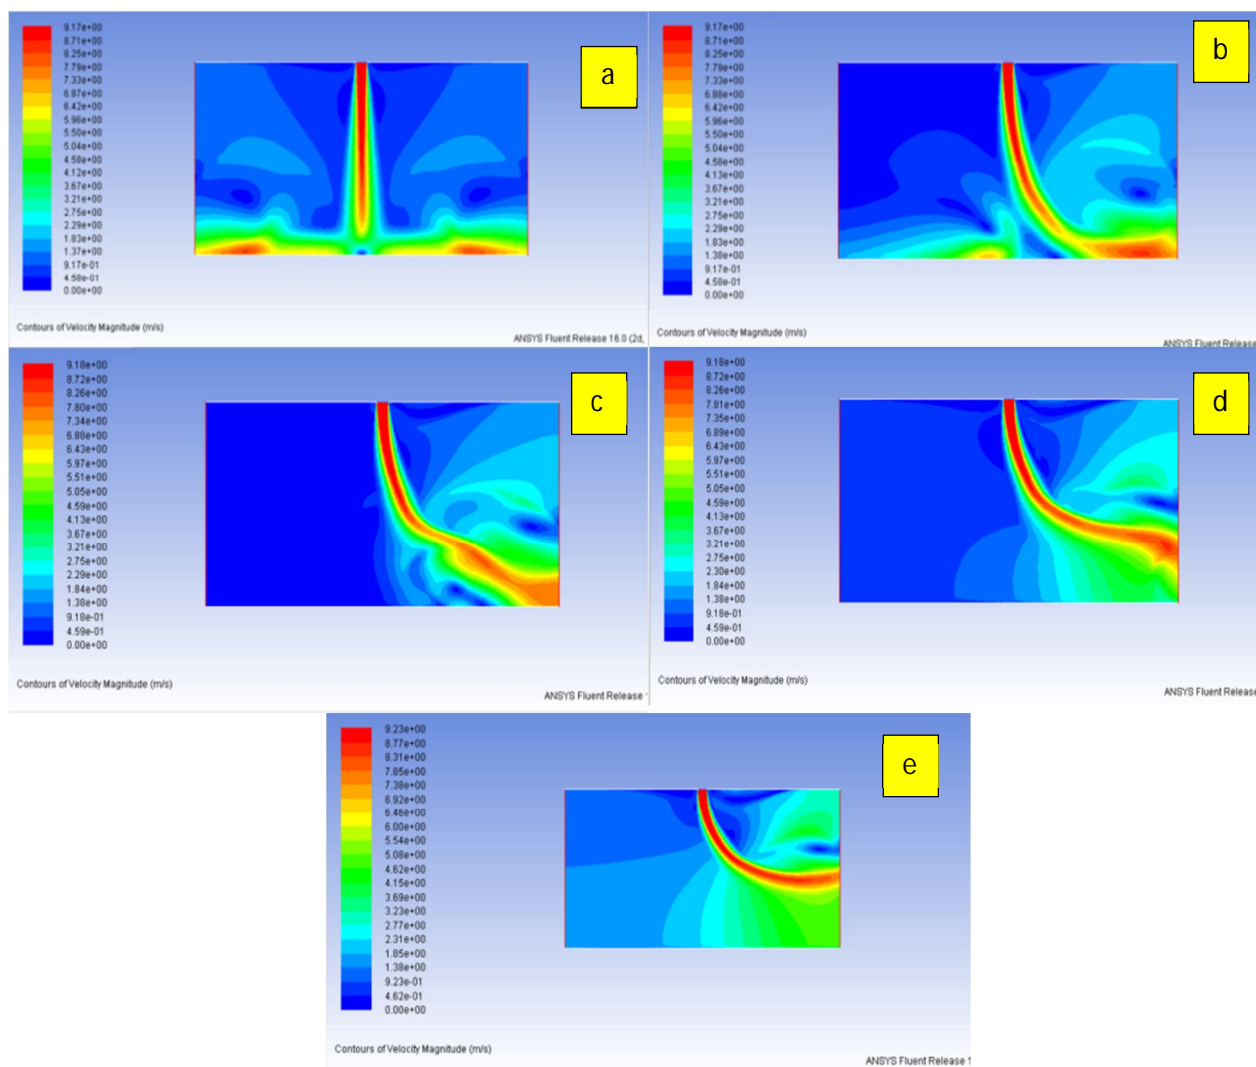 9.17e+00
8.71e+00
8.25e+00
7.79e+00
7.33e+00
6.87e+00
6.42e+00
5.96e+00
5.50e+00
5.04e+00
4.58e+00
4.12e+00
3.67e+00
3.21e+00
2.75e+00
2.29e+00
1.83e+00
1.37e+00
9.17e-01
4.58e-01
0.00e+00
a
Contours of Velocity Magnitude (m/s)
ANSYS Fluent Release 16.0 (2d,
9.17e+00
8.71e+00
8.25e+00
7.79e+00
7.33e+00
6.88e+00
6.42e+00
5.96e+00
5.50e+00
5.04e+00
4.58e+00
4.13e+00
3.67e+00
3.21e+00
2.75e+00
2.29e+00
1.83e+00
1.38e+00
9.17e-01
4.58e-01
0.00e+00
b
Contours of Velocity Magnitude (m/s)
ANSYS Fluent Release
9.18e+00
8.72e+00
8.26e+00
7.80e+00
7.34e+00
6.88e+00
6.43e+00
5.97e+00
5.51e+00
5.05e+00
4.59e+00
4.13e+00
3.67e+00
3.21e+00
2.75e+00
2.29e+00
1.84e+00
1.38e+00
9.18e-01
4.59e-01
0.00e+00
c
Contours of Velocity Magnitude (m/s)
ANSYS Fluent Release
9.18e+00
8.72e+00
8.26e+00
7.81e+00
7.35e+00
6.89e+00
6.43e+00
5.97e+00
5.51e+00
5.05e+00
4.59e+00
4.13e+00
3.67e+00
3.21e+00
2.75e+00
2.30e+00
1.84e+00
1.38e+00
9.18e-01
4.59e-01
0.00e+00
d
Contours of Velocity Magnitude (m/s)
ANSYS Fluent Release
9.23e+00
8.77e+00
8.31e+00
7.85e+00
7.38e+00
6.92e+00
6.46e+00
6.00e+00
5.54e+00
5.08e+00
4.62e+00
4.15e+00
3.69e+00
3.23e+00
2.77e+00
2.31e+00
1.85e+00
1.38e+00
9.23e-01
4.62e-01
0.00e+00
e
Contours of Velocity Magnitude (m/s)
ANSYS Fluent Release 1